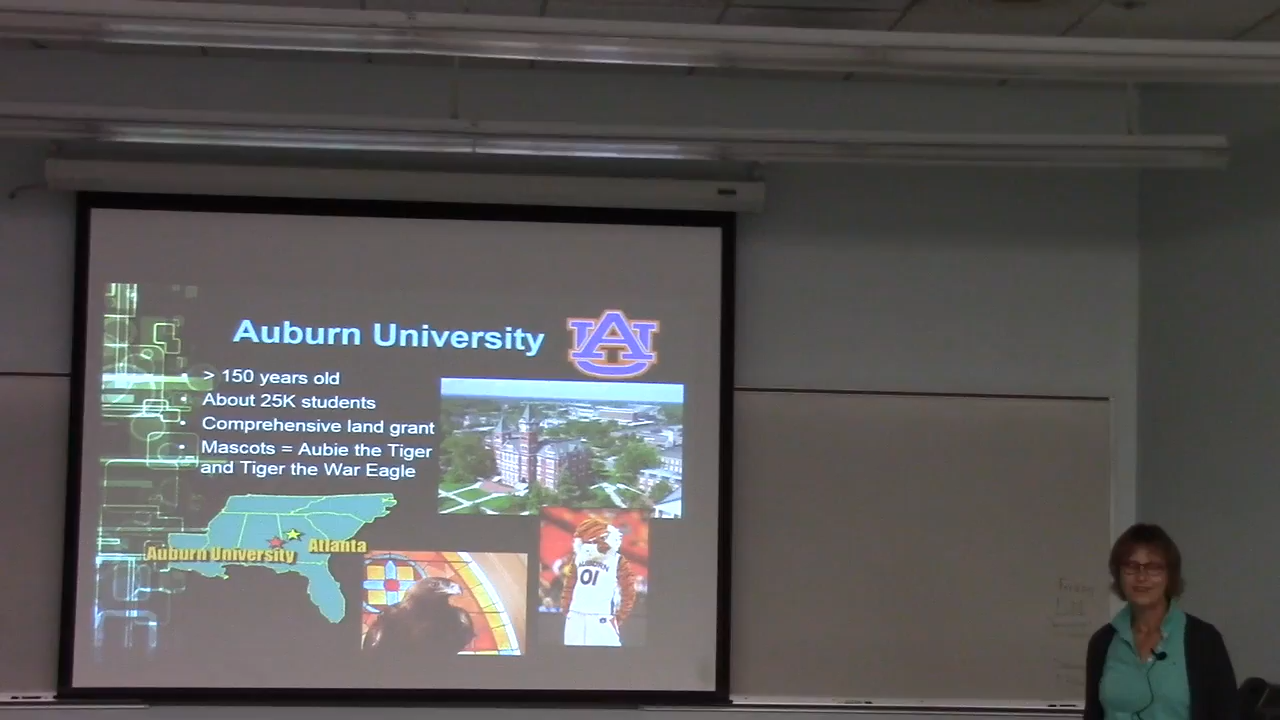 Auburn University
AU
> 150 years old
About 25K students
Comprehensive land grant
Mascots = Aubie the Tiger
and Tiger the War Eagle
Auburn University
Atlanta
AUBURN
01